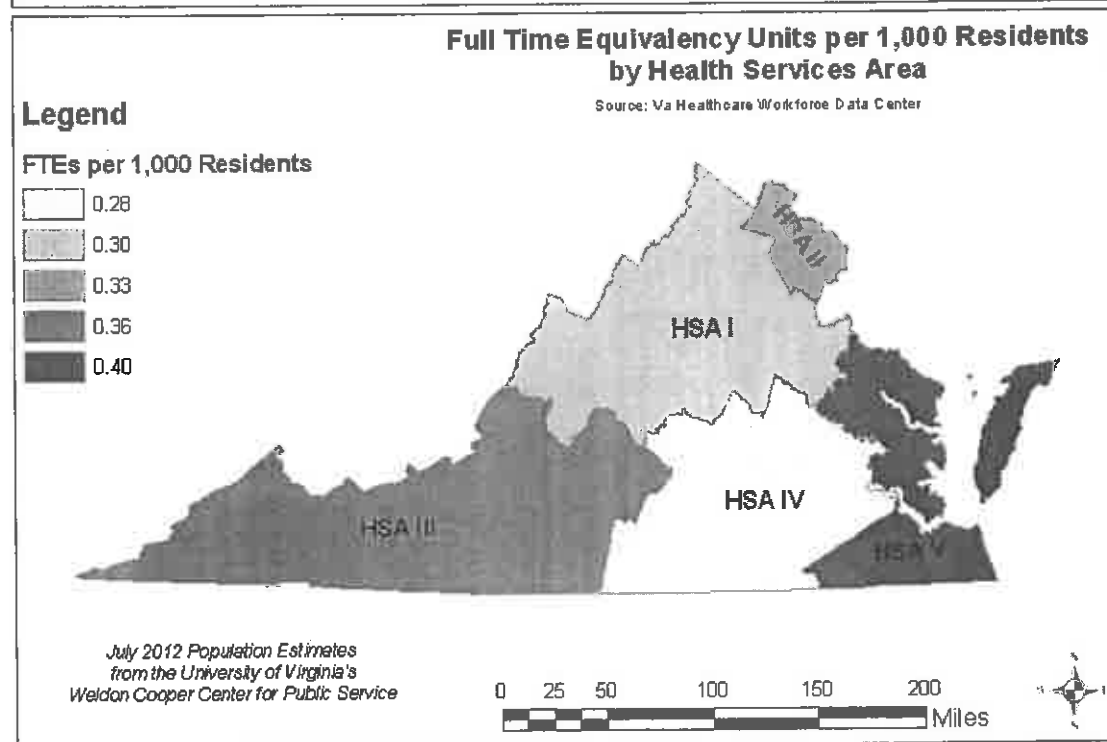 Full Time Equivalency Units per 1,000 Residents
by Health Services Area
Source: Va Healthcare Workforce Data Center
Legend
FTEs per 1,000 Residents
0.28
0.30
0.33
0.36
0.40
HSA II
HSA I
HSA IV
HSA III
HSA V
July 2012 Population Estimates
from the University of Virginia's
Weldon Cooper Center for Public Service
0 25 50 100 150 200
Miles